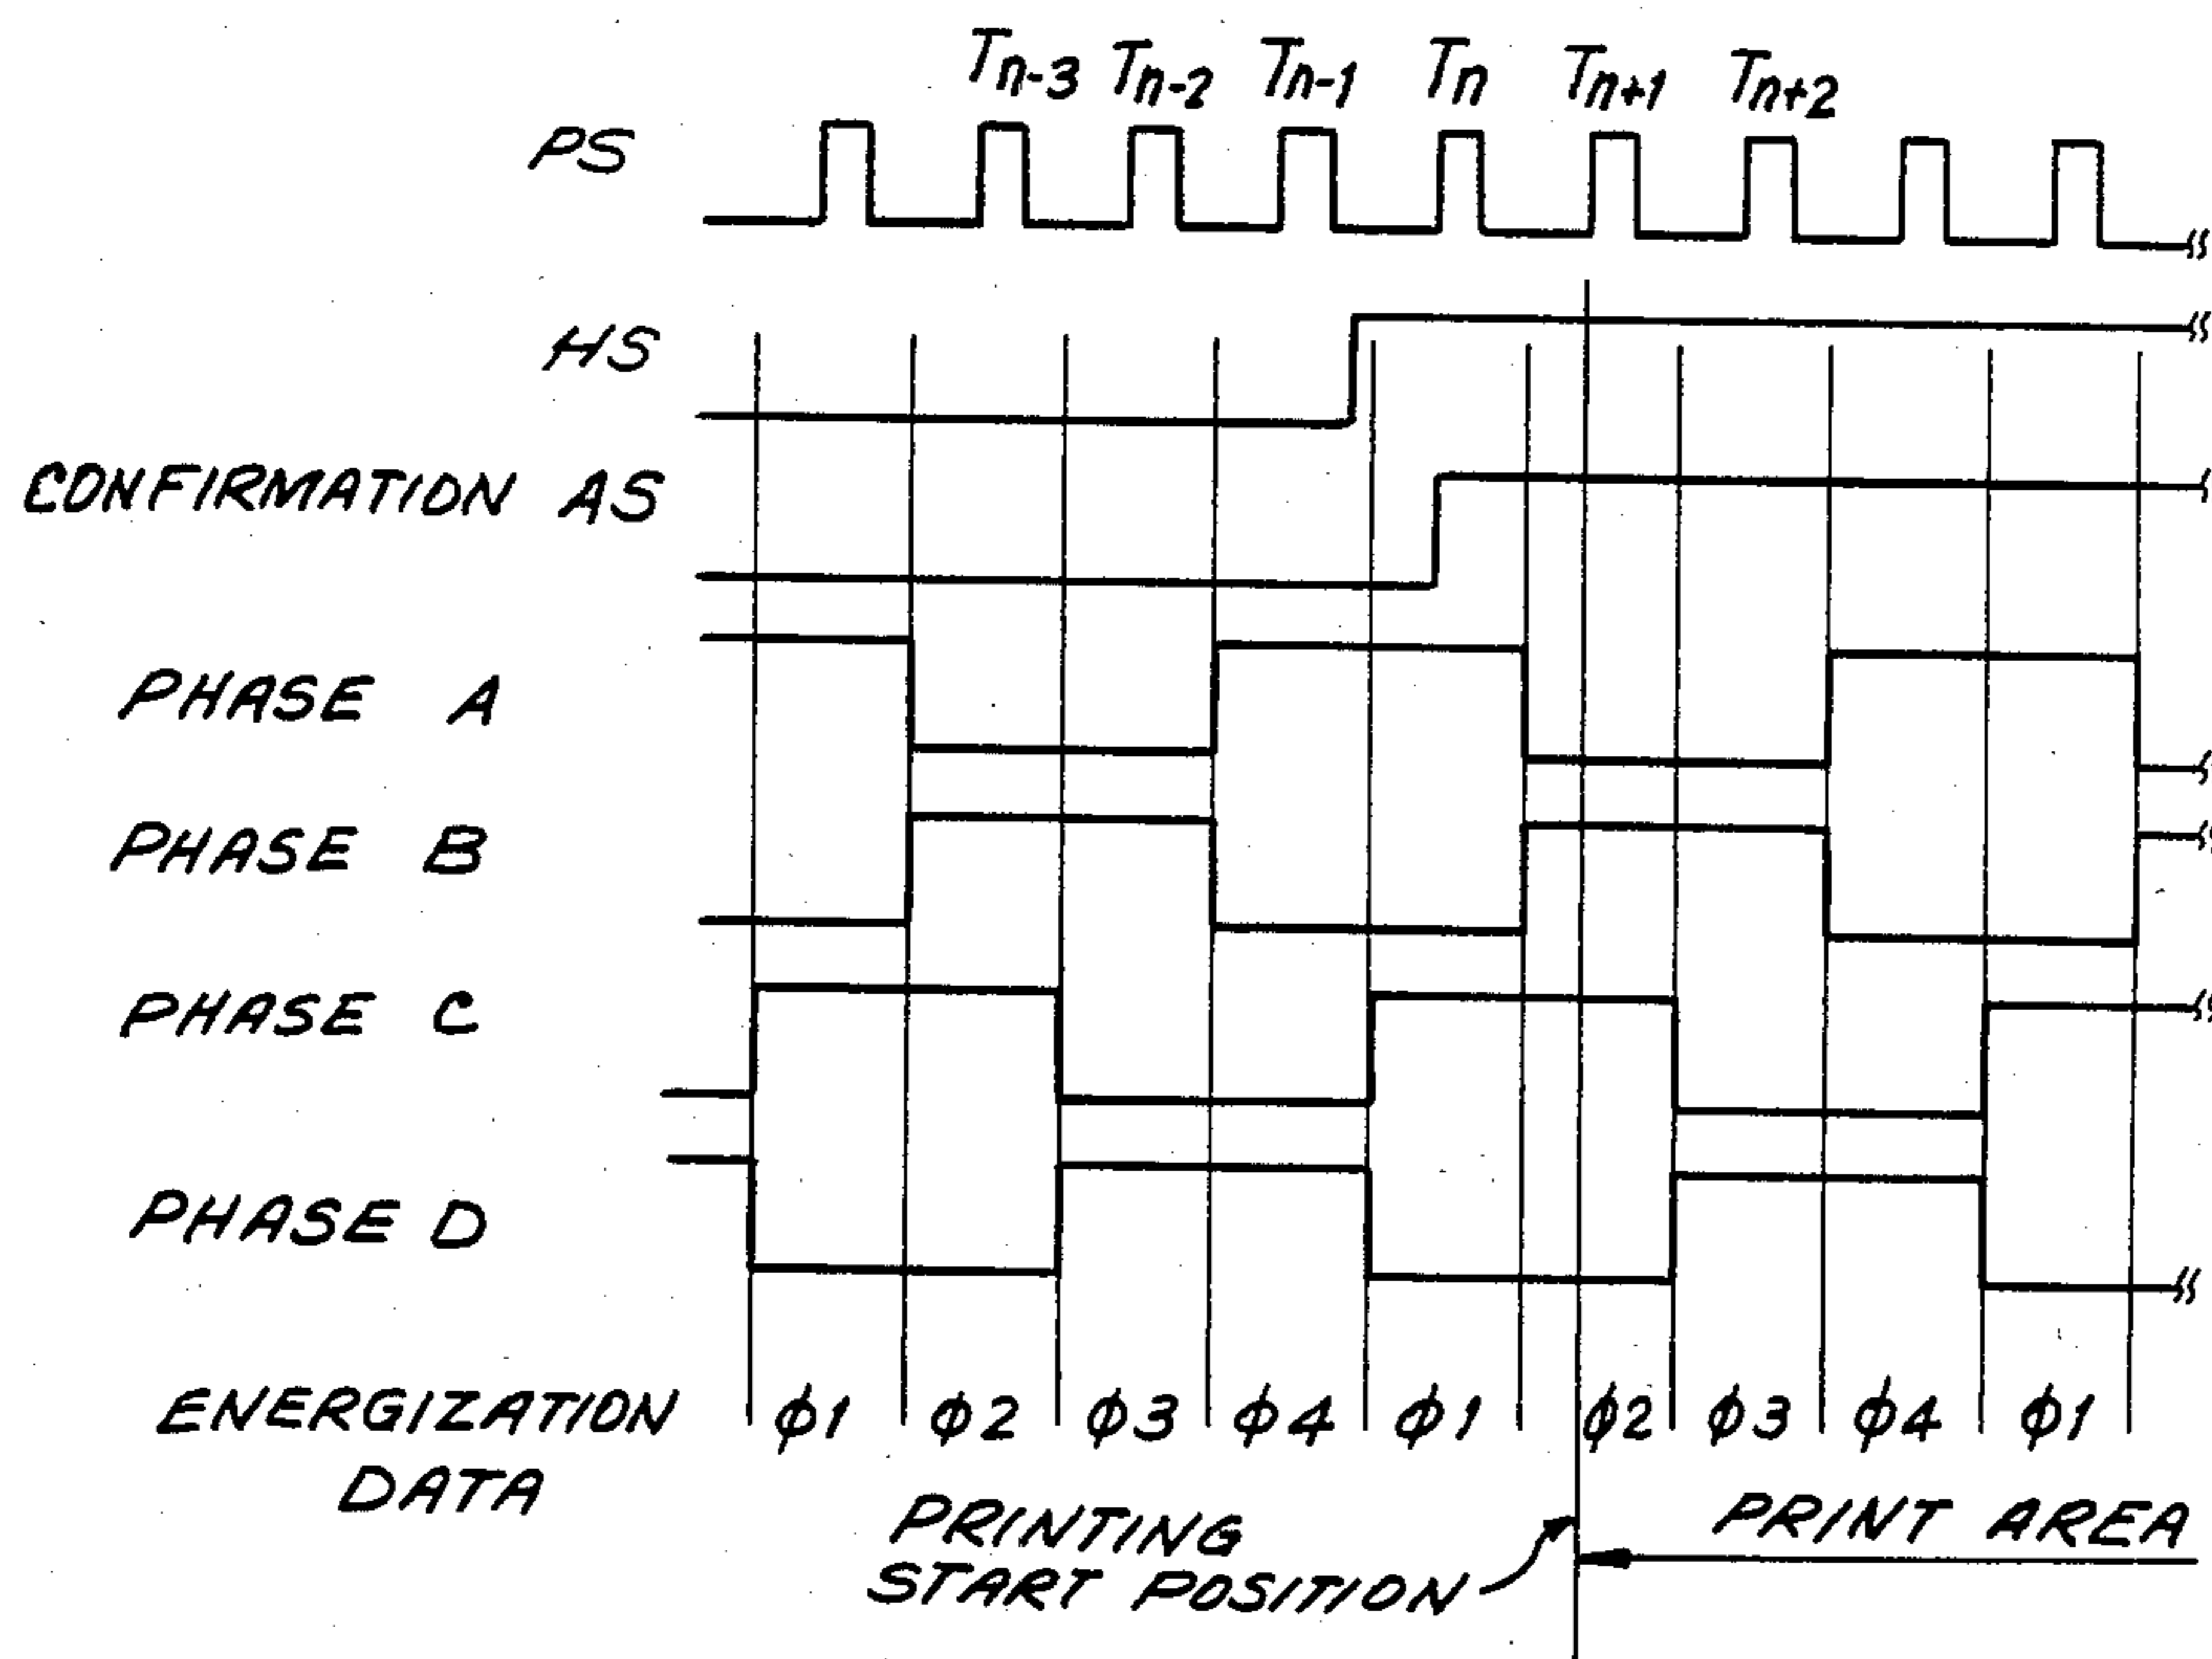 Tn-3 Tn-2 Tn-1 Tn Tn+1 Tn+2
PS
HS
CONFIRMATION AS
PHASE A
PHASE B
PHASE C
PHASE D
ENERGIZATION DATA
ϕ1 ϕ2 ϕ3 ϕ4 ϕ1 ϕ2 ϕ3 ϕ4 ϕ1
PRINTING
START POSITION
PRINT AREA